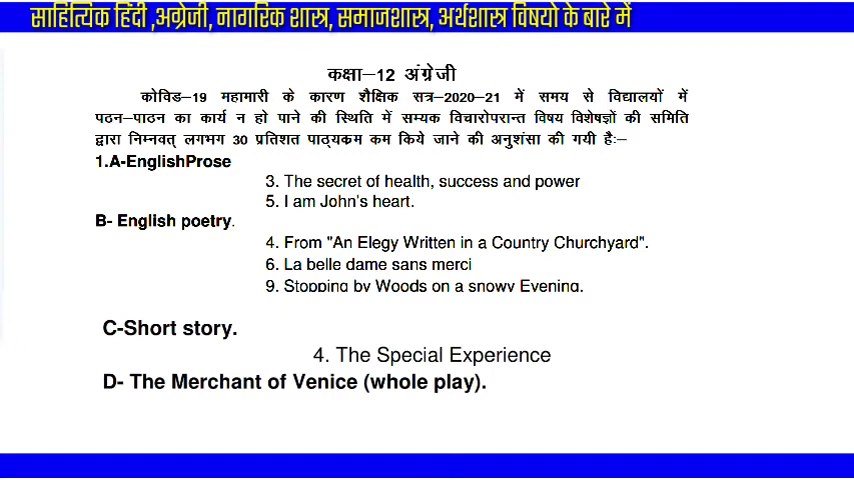 साहित्यिक हिंदी ,अग्रेजी, नागरिक शास्त्र, समाजशास्त्र, अर्थशास्त्र विषयो के बारे में
कक्षा–12 अंग्रेजी
कोविड–19 महामारी के कारण शैक्षिक सत्र–2020–21 में समय से विद्यालयों में
पठन–पाठन का कार्य न हो पाने की स्थिति में सम्यक विचारोपरान्त विषय विशेषज्ञों की समिति
द्वारा निम्नवत् लगभग 30 प्रतिशत पाठ्यकम कम किये जाने की अनुशंसा की गयी हैः–
1.A-EnglishProse
3. The secret of health, success and power
5. I am John's heart.
B- English poetry.
4. From "An Elegy Written in a Country Churchyard".
6. La belle dame sans merci
9. Stopping by Woods on a snowy Evening.
C-Short story.
4. The Special Experience
D- The Merchant of Venice (whole play).